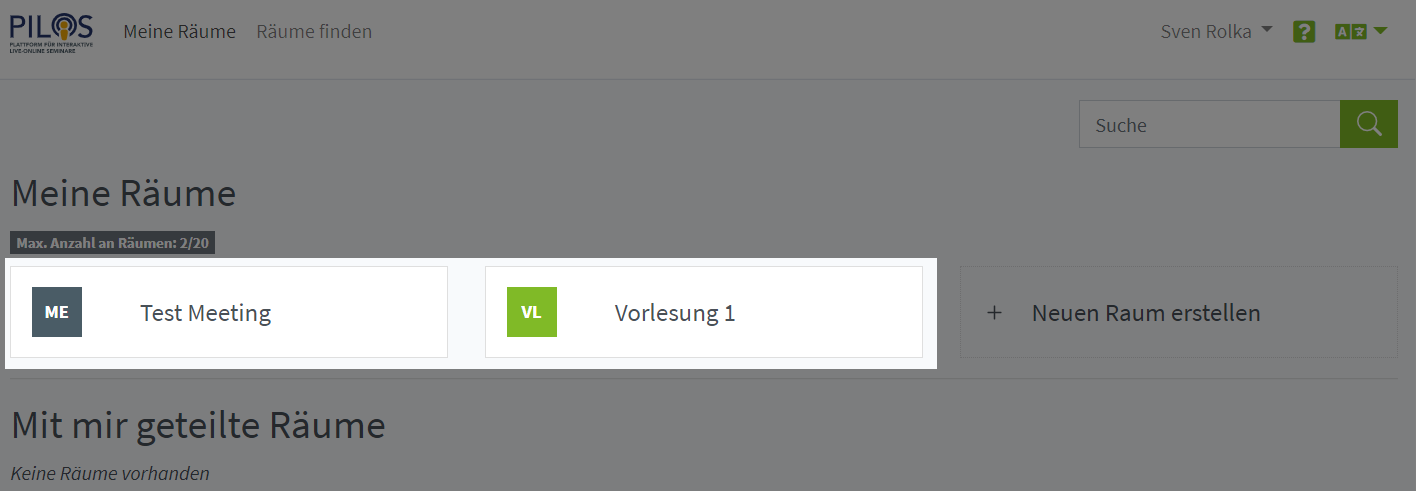 PILOS
PLATTFORM FÜR INTERAKTIVE
LIVE-ONLINE SEMINARE
Meine Räume
Räume finden
Sven Rolka
?
A
Suche
Meine Räume
Max. Anzahl an Räumen: 2/20
ME
Test Meeting
VL
Vorlesung 1
+ Neuen Raum erstellen
Mit mir geteilte Räume
Keine Räume vorhanden